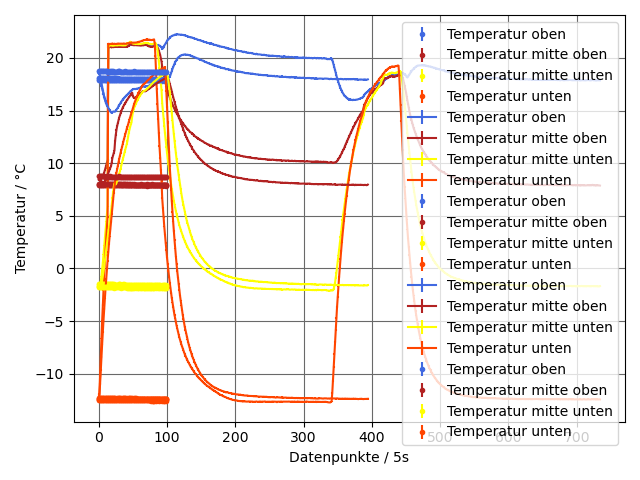 Temperatur / °C
20
15
10
5
0
−5
−10
Temperatur oben
Temperatur mitte oben
Temperatur mitte unten
Temperatur unten
Temperatur oben
Temperatur mitte oben
Temperatur mitte unten
Temperatur unten
Temperatur oben
Temperatur mitte oben
Temperatur mitte unten
Temperatur unten
Temperatur oben
Temperatur mitte oben
Temperatur mitte unten
Temperatur unten
Temperatur oben
Temperatur mitte oben
Temperatur mitte unten
Temperatur unten
0 100 200 300 400 500 600 700
Datenpunkte / 5s